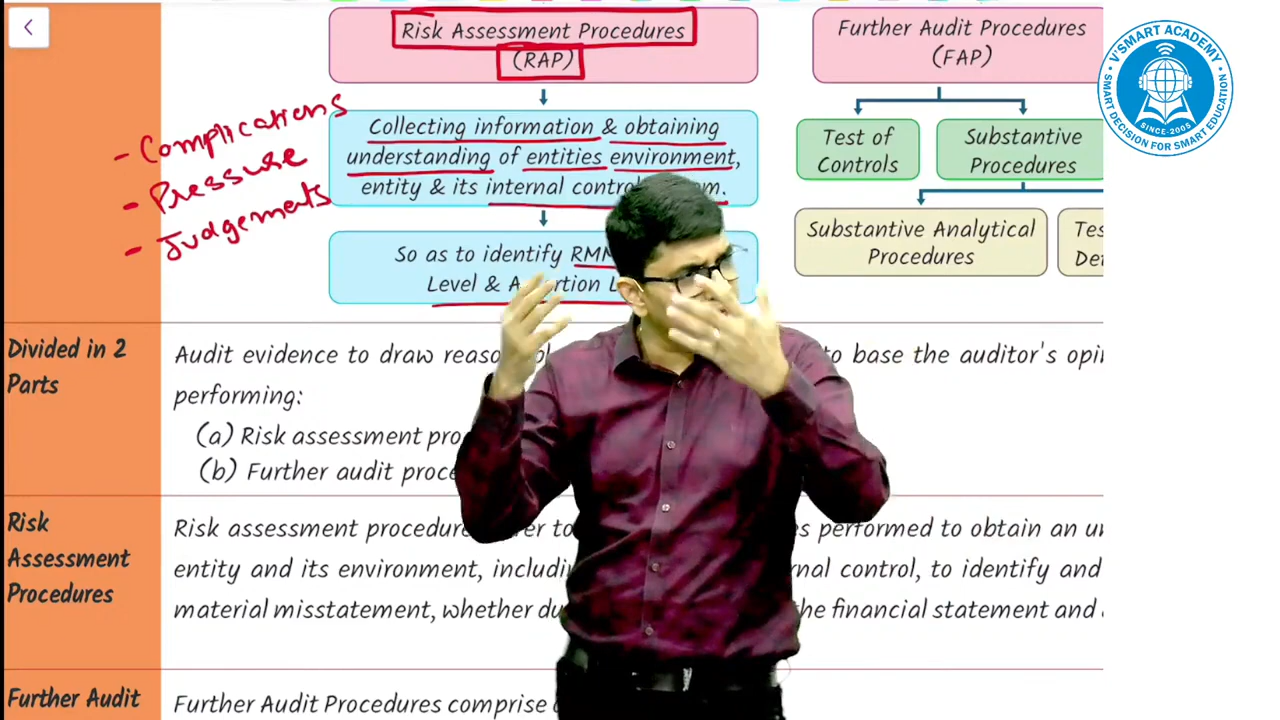 Risk Assessment Procedures
(RAP)
Further Audit Procedures
(FAP)
V'SMART ACADEMY
SINCE-2005
SMART DECISION FOR SMART EDUCATION
- Complications
- Pressure
- Judgements
Collecting information & obtaining
understanding of entities environment,
entity & its internal control
Test of
Controls
Substantive
Procedures
So as to identify
Level &
Substantive Analytical
Procedures
Divided in 2
Parts
Audit evidence to draw to base the auditor's
performing:
(a) Risk assessment
(b) Further audit
Risk
Assessment
Procedures
Risk assessment performed to obtain an
entity and its environment, control, to identify and
material misstatement, whether the financial statement and
Further Audit
Further Audit Procedures comprise